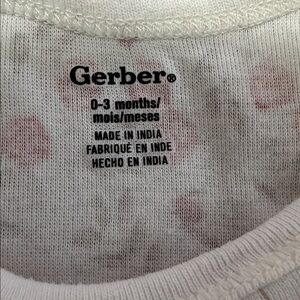 Gerber®
0-3 months/
mois/meses
MADE IN INDIA
FABRIQUÉ EN INDE
HECHO EN INDIA